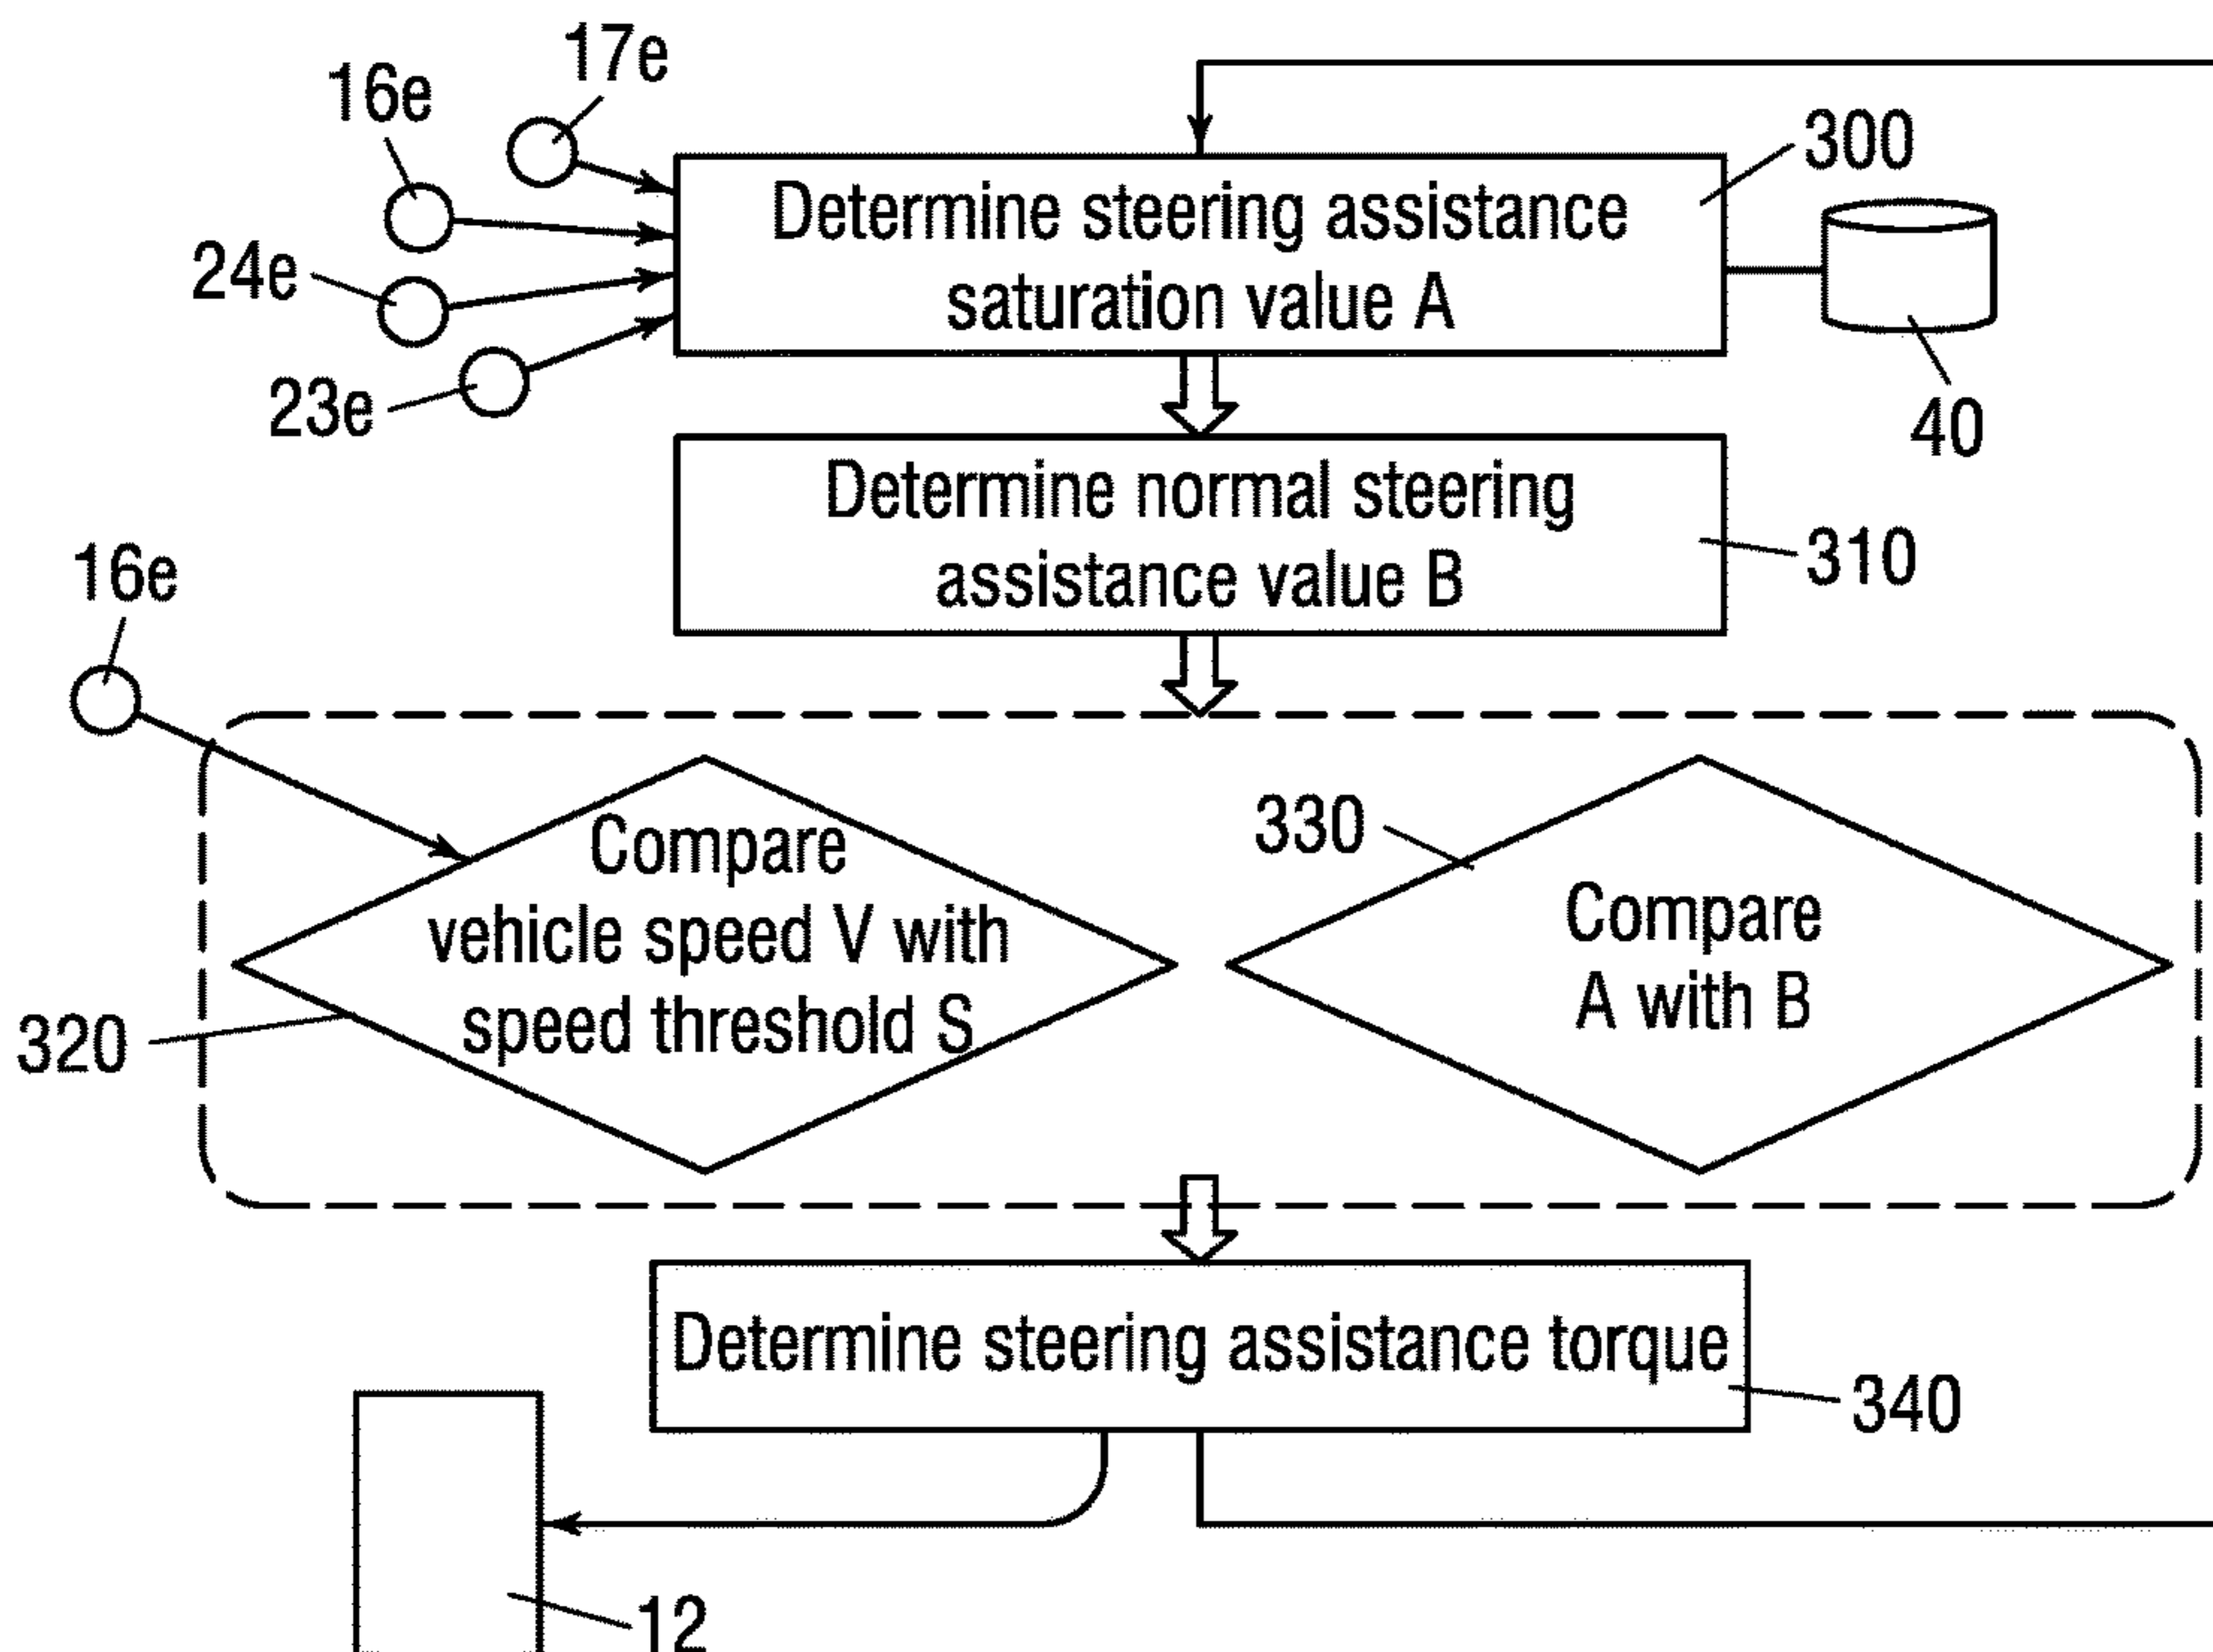 17e
16e
300
Determine steering assistance
saturation value A
24e
23e
40
Determine normal steering
assistance value B
310
16e
330
Compare
vehicle speed V with
speed threshold S
Compare
A with B
320
Determine steering assistance torque
340
12